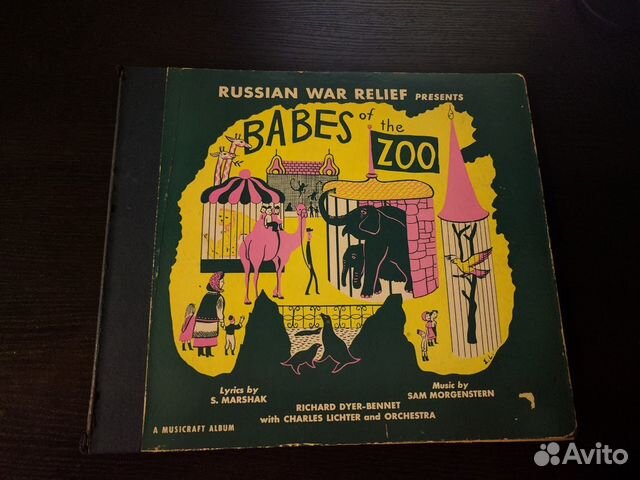 RUSSIAN WAR RELIEF PRESENTS
BABES of the ZOO
Lyrics by
S. MARSHAK
Music by
SAM MORGENSTERN
RICHARD DYER-BENNET
with CHARLES LICHTER and ORCHESTRA
A MUSICRAFT ALBUM
Avito